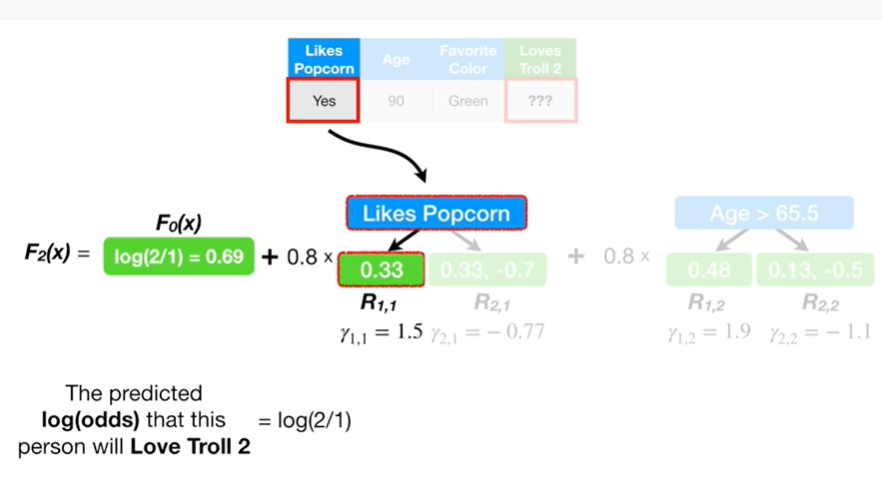 Likes Popcorn Age Favorite Color Loves Troll 2
Yes 90 Green ???
F₀(x)
F₂(x) = log(2/1) = 0.69 + 0.8 × Likes Popcorn + 0.8 × Age > 65.5
0.33 0.33, -0.7 0.48 0.13, -0.5
R₁,₁ R₂,₁ R₁,₂ R₂,₂
γ₁,₁ = 1.5 γ₂,₁ = − 0.77 γ₁,₂ = 1.9 γ₂,₂ = − 1.1
The predicted
log(odds) that this = log(2/1)
person will Love Troll 2